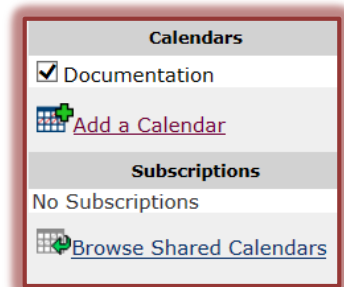 Calendars
Documentation
Add a Calendar
Subscriptions
No Subscriptions
Browse Shared Calendars